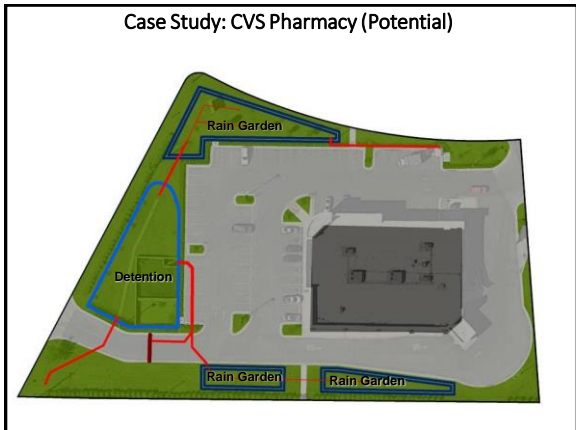 Case Study: CVS Pharmacy (Potential)
Rain Garden
Detention
Rain Garden
Rain Garden